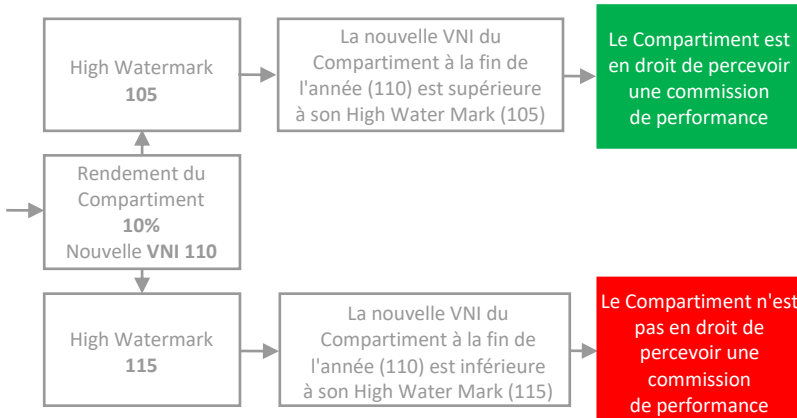 High Watermark
105
La nouvelle VNI du
Compartiment à la fin de
l'année (110) est supérieure
à son High Water Mark (105)
Le Compartiment est
en droit de percevoir
une commission
de performance
Rendement du
Compartiment
10%
Nouvelle VNI 110
High Watermark
115
La nouvelle VNI du
Compartiment à la fin de
l'année (110) est inférieure
à son High Water Mark (115)
Le Compartiment n'est
pas en droit de
percevoir une
commission
de performance